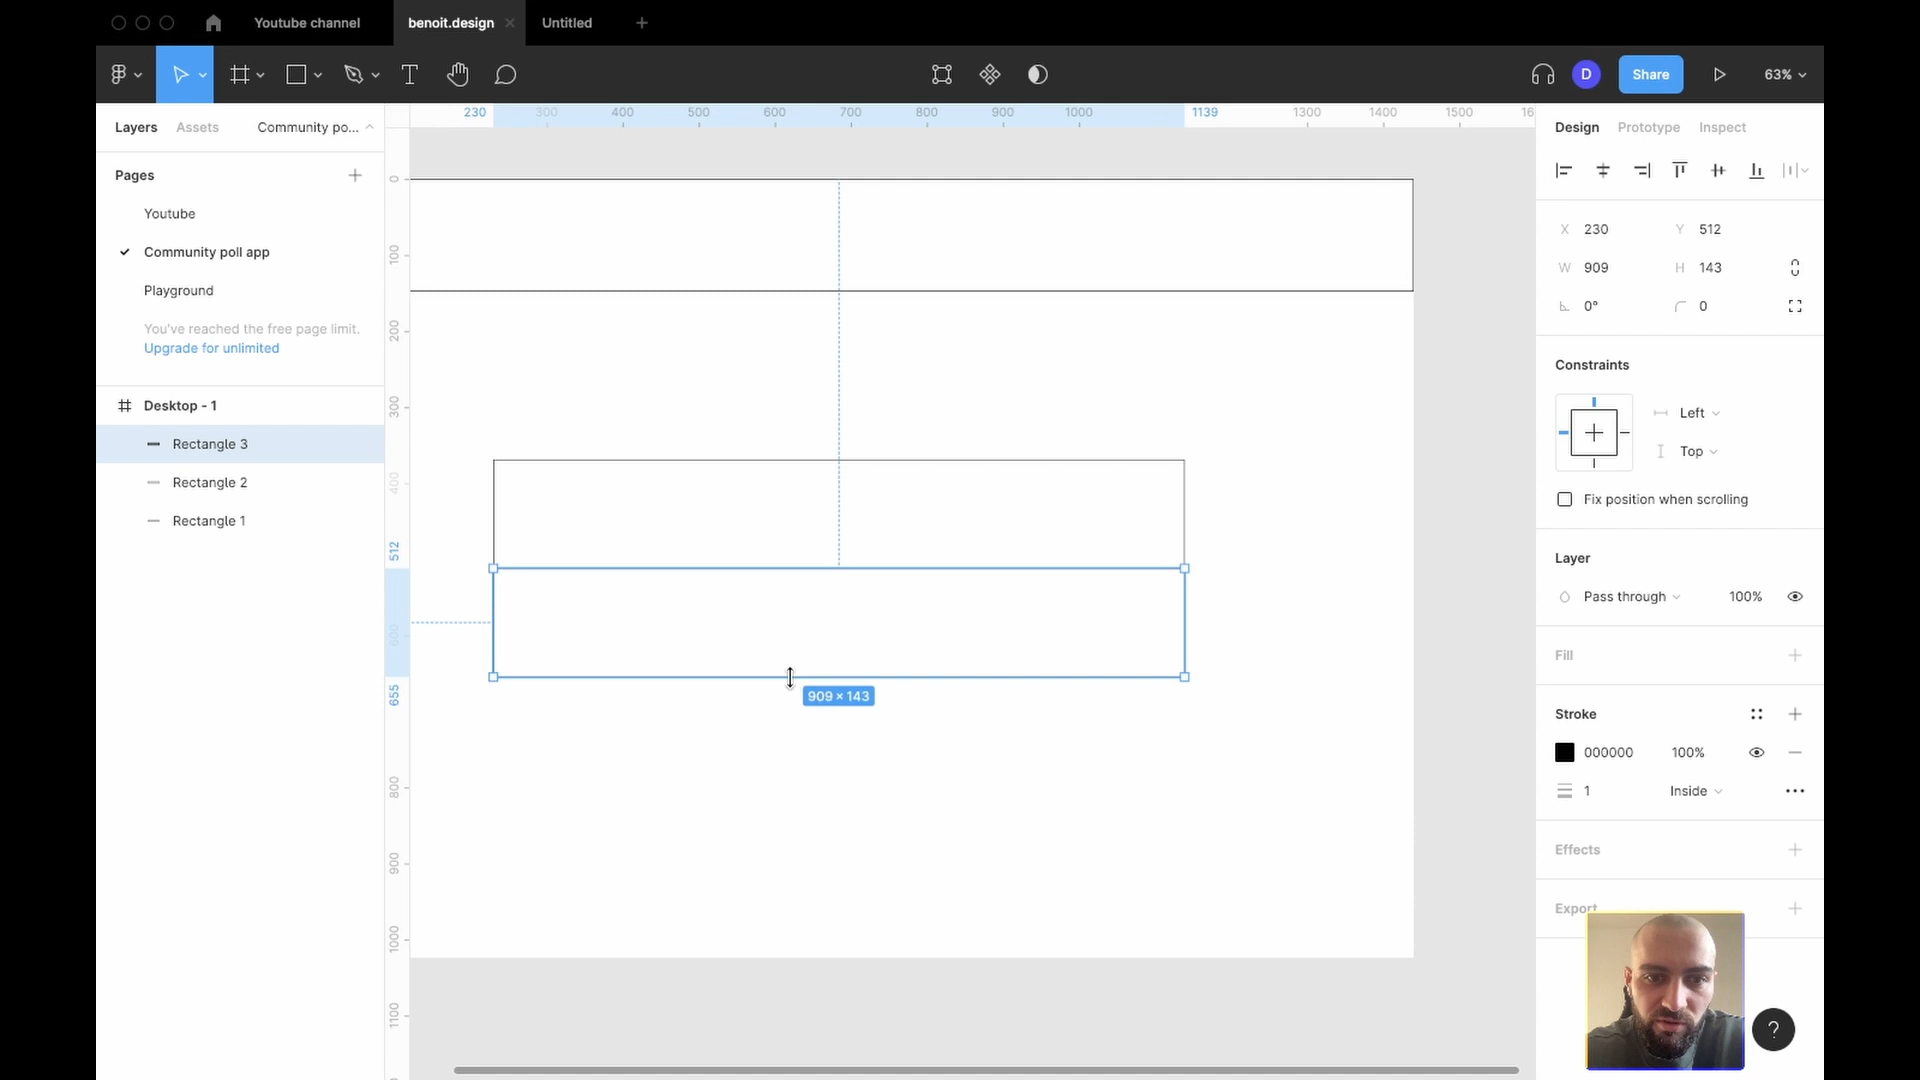 Youtube channel
benoit.design
Untitled
Share
63%
Layers
Assets
Community po...
Pages
Youtube
Community poll app
Playground
You've reached the free page limit.
Upgrade for unlimited
Desktop - 1
Rectangle 3
Rectangle 2
Rectangle 1
D
230
300
400
500
600
700
800
900
1000
1139
1300
1400
1500
16
0
100
200
300
400
512
600
655
800
900
1000
1100
909 × 143
Design
Prototype
Inspect
X 230
Y 512
W 909
H 143
0°
0
Constraints
Left
Top
Fix position when scrolling
Layer
Pass through
100%
Fill
Stroke
000000
100%
1
Inside
Effects
Export
?